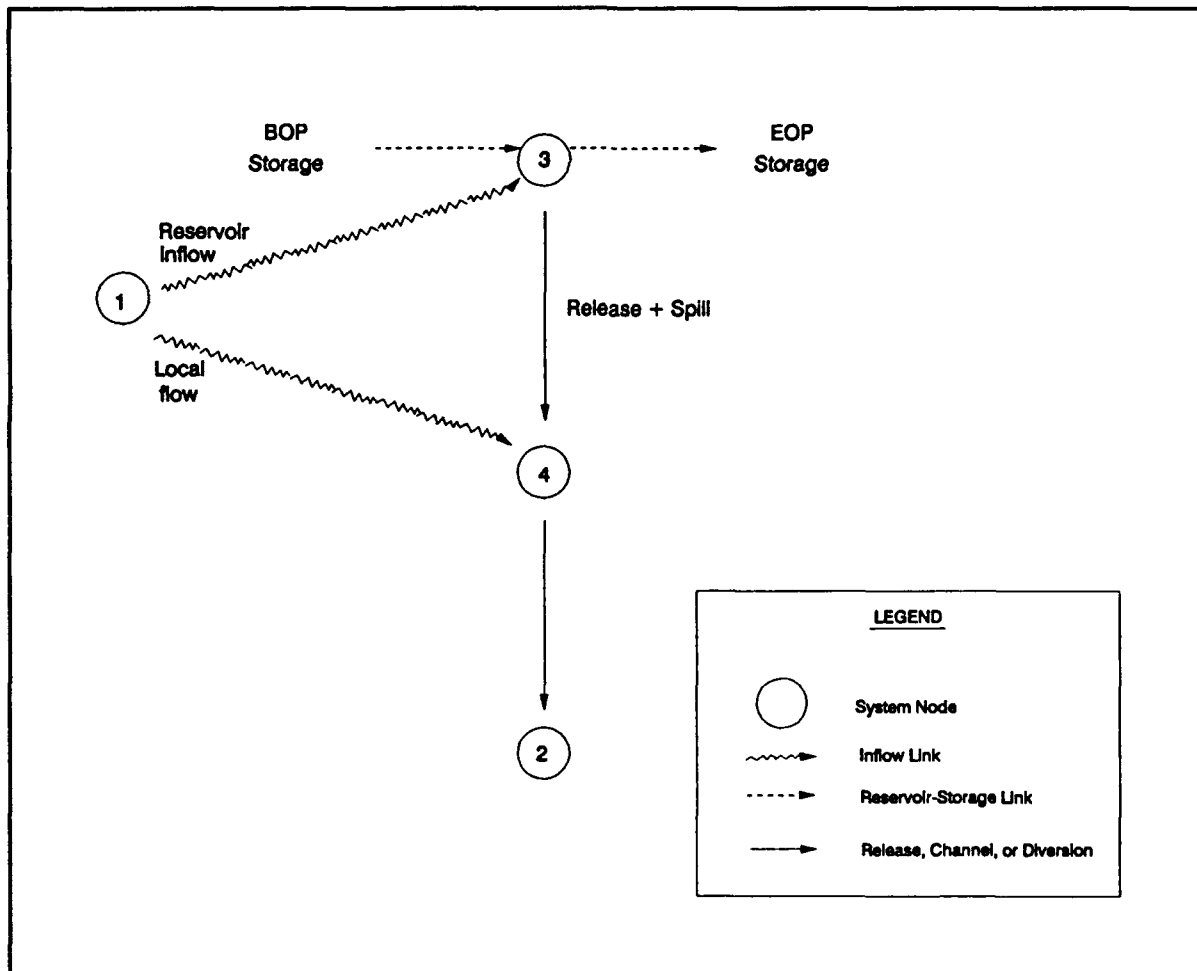 BOP
Storage
3
EOP
Storage
Reservoir
Inflow
1
Release + Spill
Local
flow
4
2
LEGEND
System Node
Inflow Link
Reservoir-Storage Link
Release, Channel, or Diversion